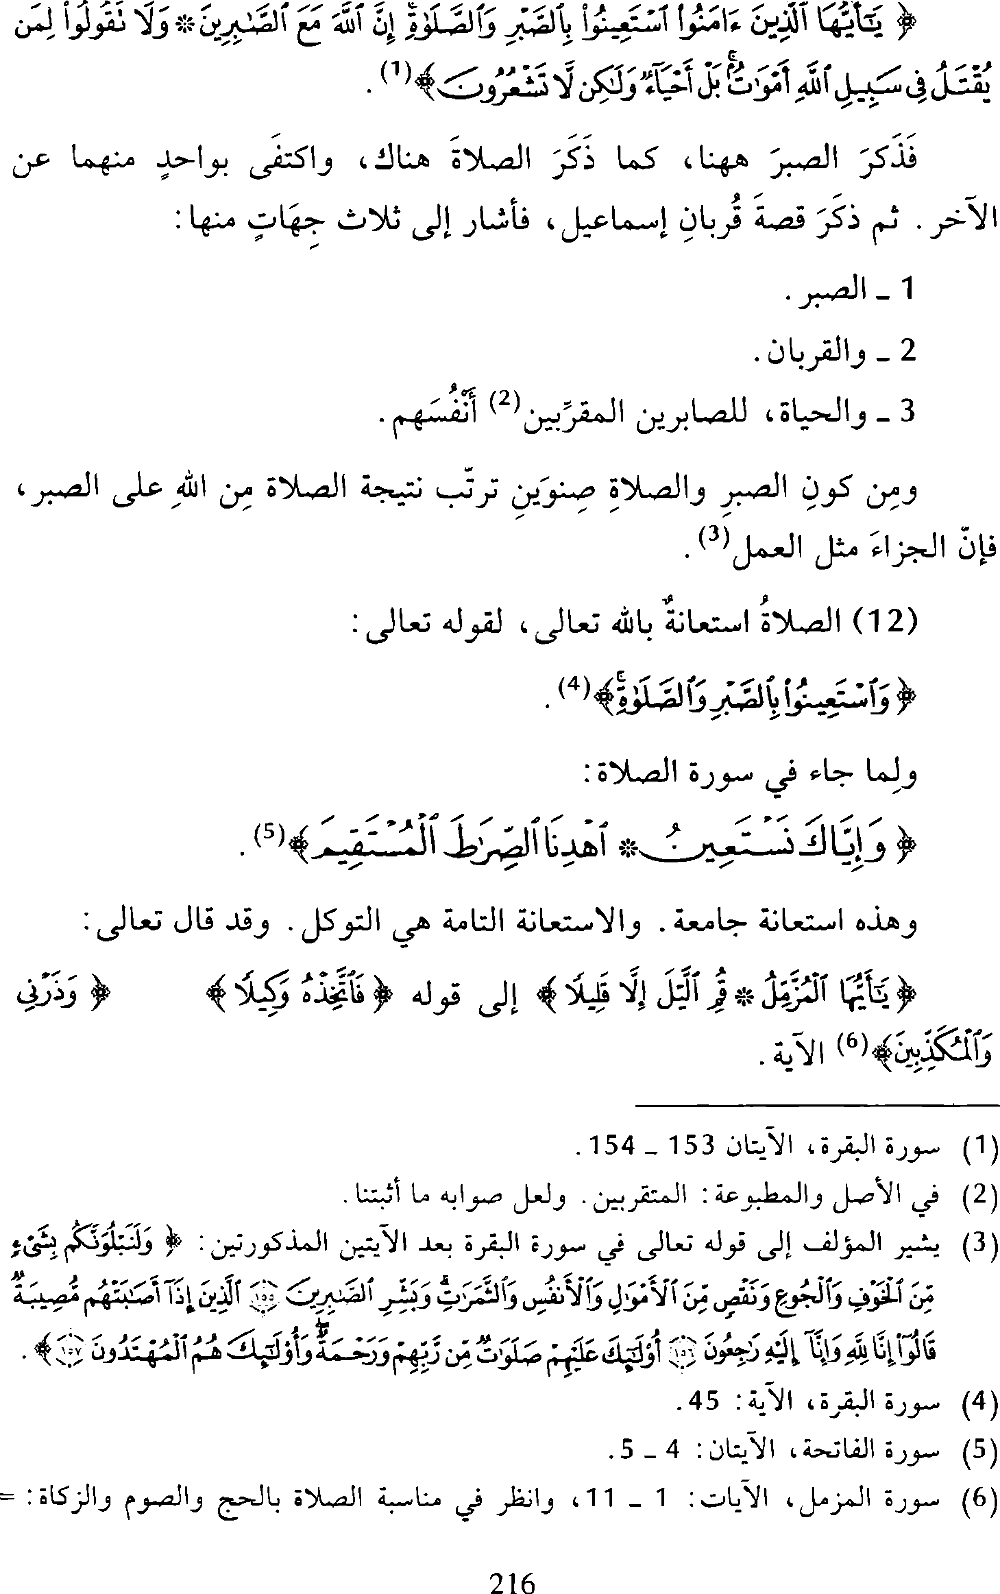 ﴿ يَٰٓأَيُّهَا ٱلَّذِينَ ءَامَنُوا۟ ٱسْتَعِينُوا۟ بِٱلصَّبْرِ وَٱلصَّلَوٰةِ ۚ إِنَّ ٱللَّهَ مَعَ ٱلصَّٰبِرِينَ * وَلَا تَقُولُوا۟ لِمَن
يُقْتَلُ فِى سَبِيلِ ٱللَّهِ أَمْوَٰتٌۢ ۚ بَلْ أَحْيَآءٌ وَلَٰكِن لَّا تَشْعُرُونَ ﴾(1).
فَذَكرَ الصبرَ ههنا، كما ذَكَرَ الصلاةَ هناك، واكتفَى بواحدٍ منهما عن
الآخر. ثم ذكَرَ قصةَ قُربانِ إسماعيل، فأشار إلى ثلاث جِهَاتٍ منها:
1 ـ الصبر.
2 ـ والقربان.
3 ـ والحياة، للصابرين المقرِّبين(2) أَنْفُسَهم.
ومِن كونِ الصبرِ والصلاةِ صِنوَينِ ترتّب نتيجة الصلاة مِن اللهِ على الصبر،
فإنّ الجزاءَ مثل العمل(3).
(12) الصلاةُ استعانةٌ بالله تعالى، لقوله تعالى:
﴿ وَٱسْتَعِينُوا۟ بِٱلصَّبْرِ وَٱلصَّلَوٰةِ ۚ ﴾(4).
ولِما جاء في سورة الصلاة:
﴿ وَإِيَّاكَ نَسْتَعِينُ * ٱهْدِنَا ٱلصِّرَٰطَ ٱلْمُسْتَقِيمَ ﴾(5).
وهذه استعانة جامعة. والاستعانة التامة هي التوكل. وقد قال تعالى:
﴿ يَٰٓأَيُّهَا ٱلْمُزَّمِّلُ * قُمِ ٱلَّيْلَ إِلَّا قَلِيلًا ﴾ إلى قوله ﴿ فَٱتَّخِذْهُ وَكِيلًا ﴾ ﴿ وَذَرْنِى
وَٱلْمُكَذِّبِينَ ﴾(6) الآية.
(1) سورة البقرة، الآيتان 153 ـ 154.
(2) في الأصل والمطبوعة: المتقربين. ولعل صوابه ما أثبتنا.
(3) يشير المؤلف إلى قوله تعالى في سورة البقرة بعد الآيتين المذكورتين: ﴿ وَلَنَبْلُوَنَّكُم بِشَىْءٍ
مِّنَ ٱلْخَوْفِ وَٱلْجُوعِ وَنَقْصٍ مِّنَ ٱلْأَمْوَٰلِ وَٱلْأَنفُسِ وَٱلثَّمَرَٰتِ ۗ وَبَشِّرِ ٱلصَّٰبِرِينَ ١٥٥ ٱلَّذِينَ إِذَآ أَصَٰبَتْهُم مُّصِيبَةٌ
قَالُوٓا۟ إِنَّا لِلَّهِ وَإِنَّآ إِلَيْهِ رَٰجِعُونَ ١٥٦ أُو۟لَٰٓئِكَ عَلَيْهِمْ صَلَوَٰتٌ مِّن رَّبِّهِمْ وَرَحْمَةٌ ۖ وَأُو۟لَٰٓئِكَ هُمُ ٱلْمُهْتَدُونَ ١٥٧ ﴾.
(4) سورة البقرة، الآية: 45.
(5) سورة الفاتحة، الآيتان: 4 ـ 5.
(6) سورة المزمل، الآيات: 1 ـ 11، وانظر في مناسبة الصلاة بالحج والصوم والزكاة: =
216